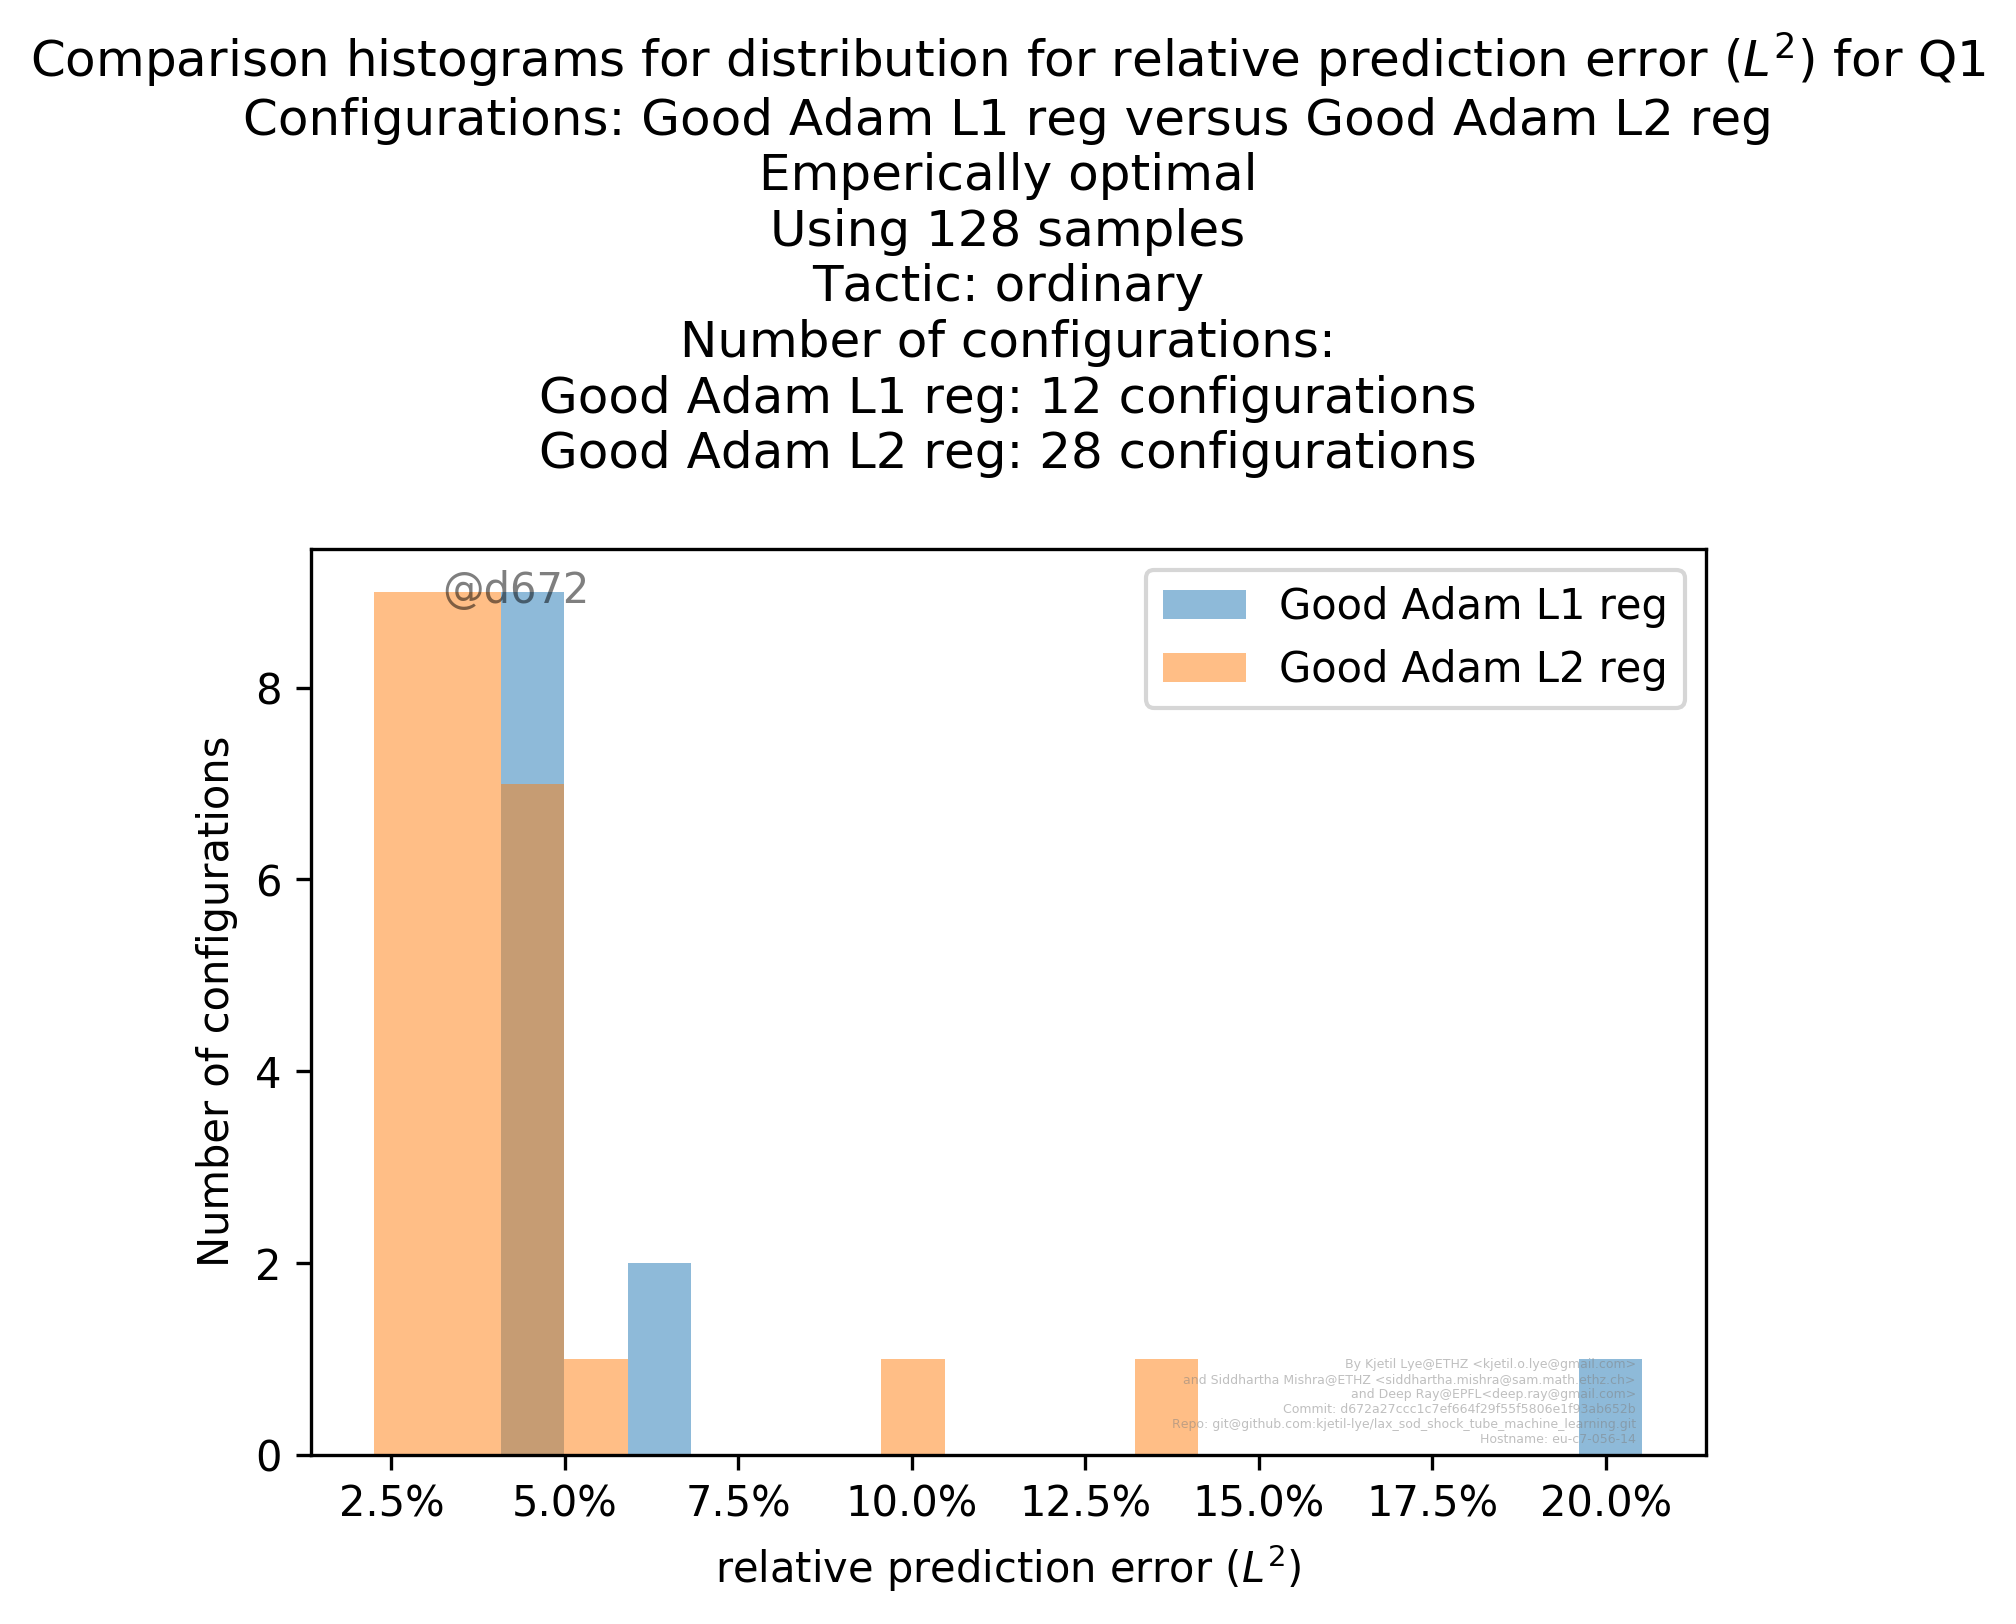 Comparison histograms for distribution for relative prediction error (L²) for Q1
Configurations: Good Adam L1 reg versus Good Adam L2 reg
Emperically optimal
Using 128 samples
Tactic: ordinary
Number of configurations:
Good Adam L1 reg: 12 configurations
Good Adam L2 reg: 28 configurations
@d672
Good Adam L1 reg
Good Adam L2 reg
Number of configurations
8
6
4
2
0
By Kjetil Lye@ETHZ <kjetil.o.lye@gmail.com>
and Siddhartha Mishra@ETHZ <siddhartha.mishra@sam.math.ethz.ch>
and Deep Ray@EPFL<deep.ray@gmail.com>
Commit: d672a27ccc1c7ef664f29f55f5806e1f93ab652b
Repo: git@github.com:kjetil-lye/lax_sod_shock_tube_machine_learning.git
Hostname: eu-c7-056-14
2.5% 5.0% 7.5% 10.0% 12.5% 15.0% 17.5% 20.0%
relative prediction error (L²)